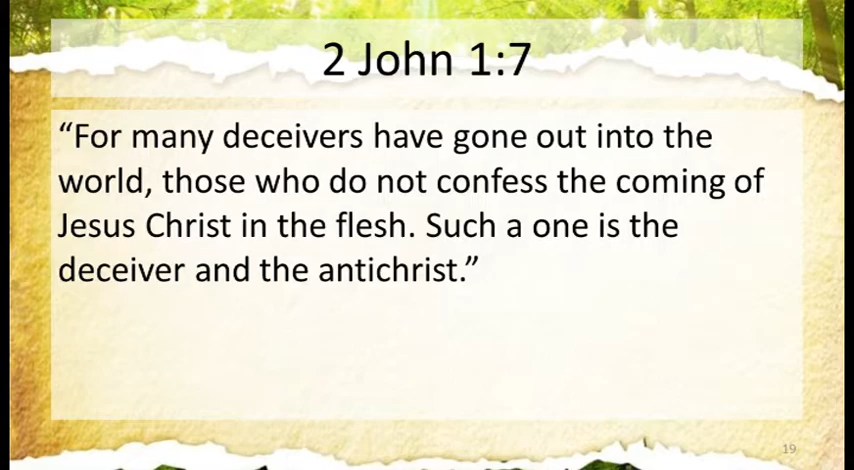 2 John 1:7
“For many deceivers have gone out into the
world, those who do not confess the coming of
Jesus Christ in the flesh. Such a one is the
deceiver and the antichrist.”
19